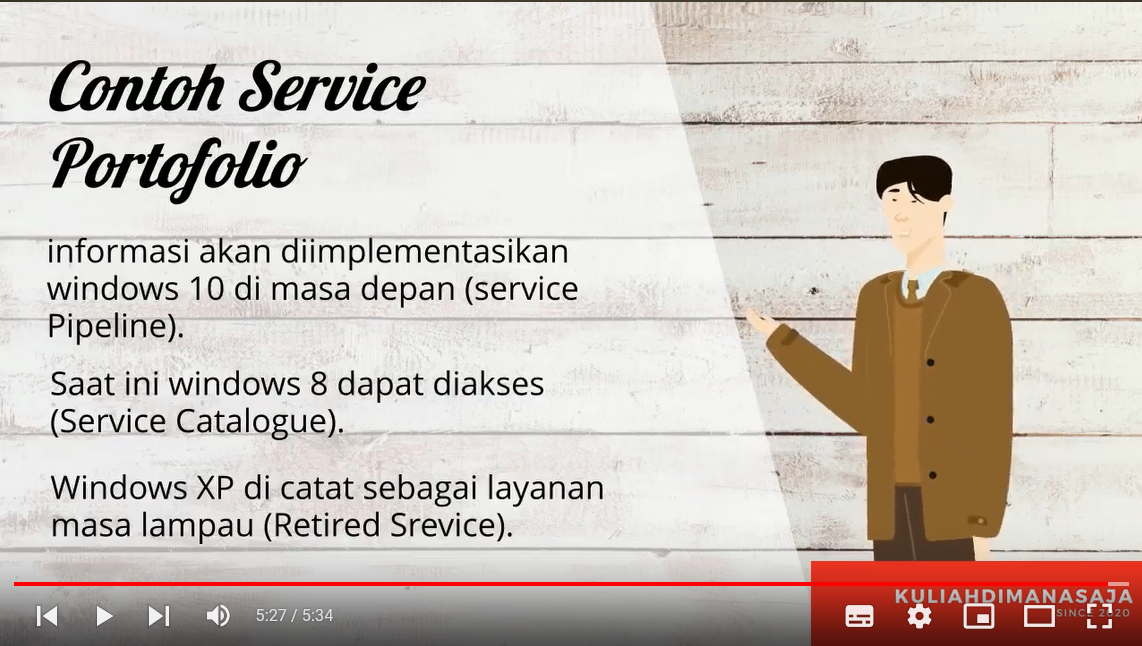 Contoh Service
Portofolio
informasi akan diimplementasikan
windows 10 di masa depan (service
Pipeline).
Saat ini windows 8 dapat diakses
(Service Catalogue).
Windows XP di catat sebagai layanan
masa lampau (Retired Srevice).
5:27 / 5:34
KULIAHDIMANASAJA
SINCE 2020